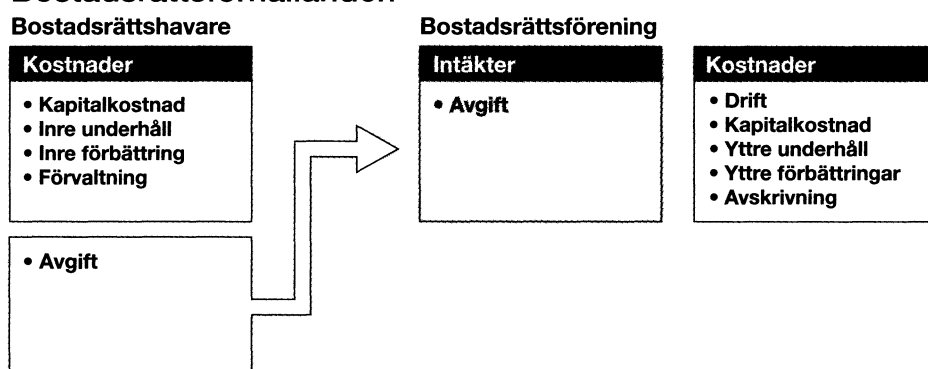 Bostadsrättsförhållanden
Bostadsrättshavare
Kostnader
• Kapitalkostnad
• Inre underhåll
• Inre förbättring
• Förvaltning
• Avgift
Bostadsrättsförening
Intäkter
• Avgift
Kostnader
• Drift
• Kapitalkostnad
• Yttre underhåll
• Yttre förbättringar
• Avskrivning